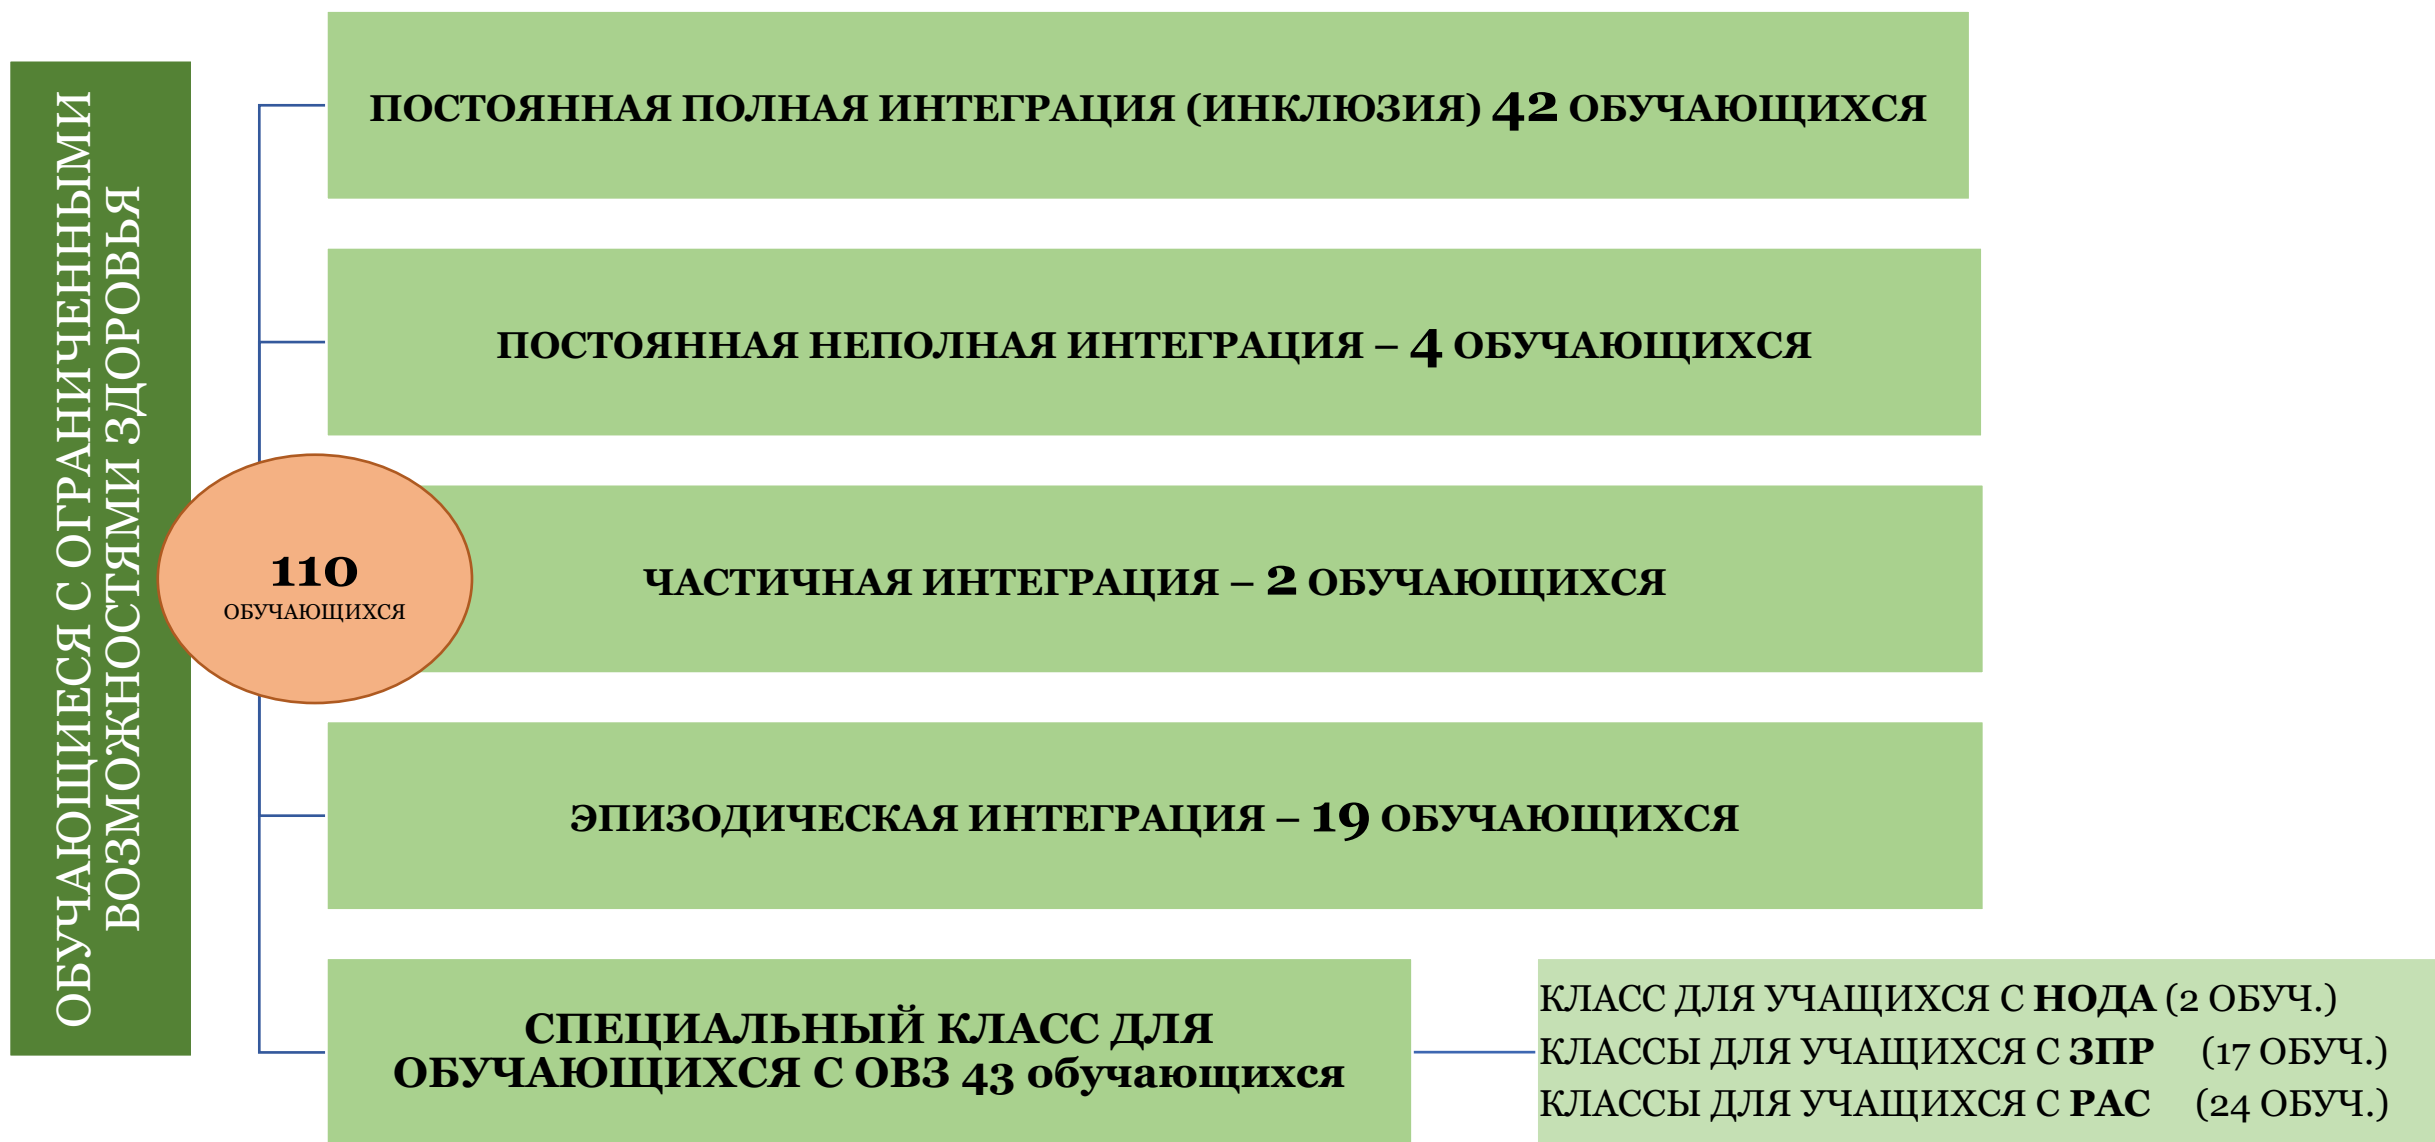 ОБУЧАЮЩИЕСЯ С ОГРАНИЧЕННЫМИ
ВОЗМОЖНОСТЯМИ ЗДОРОВЬЯ
110
ОБУЧАЮЩИХСЯ
ПОСТОЯННАЯ ПОЛНАЯ ИНТЕГРАЦИЯ (ИНКЛЮЗИЯ) 42 ОБУЧАЮЩИХСЯ
ПОСТОЯННАЯ НЕПОЛНАЯ ИНТЕГРАЦИЯ – 4 ОБУЧАЮЩИХСЯ
ЧАСТИЧНАЯ ИНТЕГРАЦИЯ – 2 ОБУЧАЮЩИХСЯ
ЭПИЗОДИЧЕСКАЯ ИНТЕГРАЦИЯ – 19 ОБУЧАЮЩИХСЯ
СПЕЦИАЛЬНЫЙ КЛАСС ДЛЯ
ОБУЧАЮЩИХСЯ С ОВЗ 43 обучающихся
КЛАСС ДЛЯ УЧАЩИХСЯ С НОДА (2 ОБУЧ.)
КЛАССЫ ДЛЯ УЧАЩИХСЯ С ЗПР (17 ОБУЧ.)
КЛАССЫ ДЛЯ УЧАЩИХСЯ С РАС (24 ОБУЧ.)